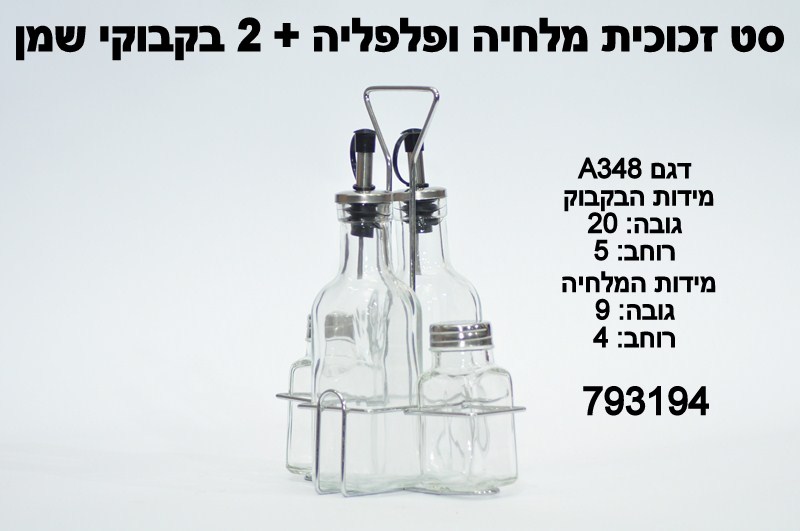 סט זכוכית מלחיה ופלפליה + 2 בקבוקי שמן
דגם A348
מידות הבקבוק
גובה: 20
רוחב: 5
מידות המלחיה
גובה: 9
רוחב: 4
793194